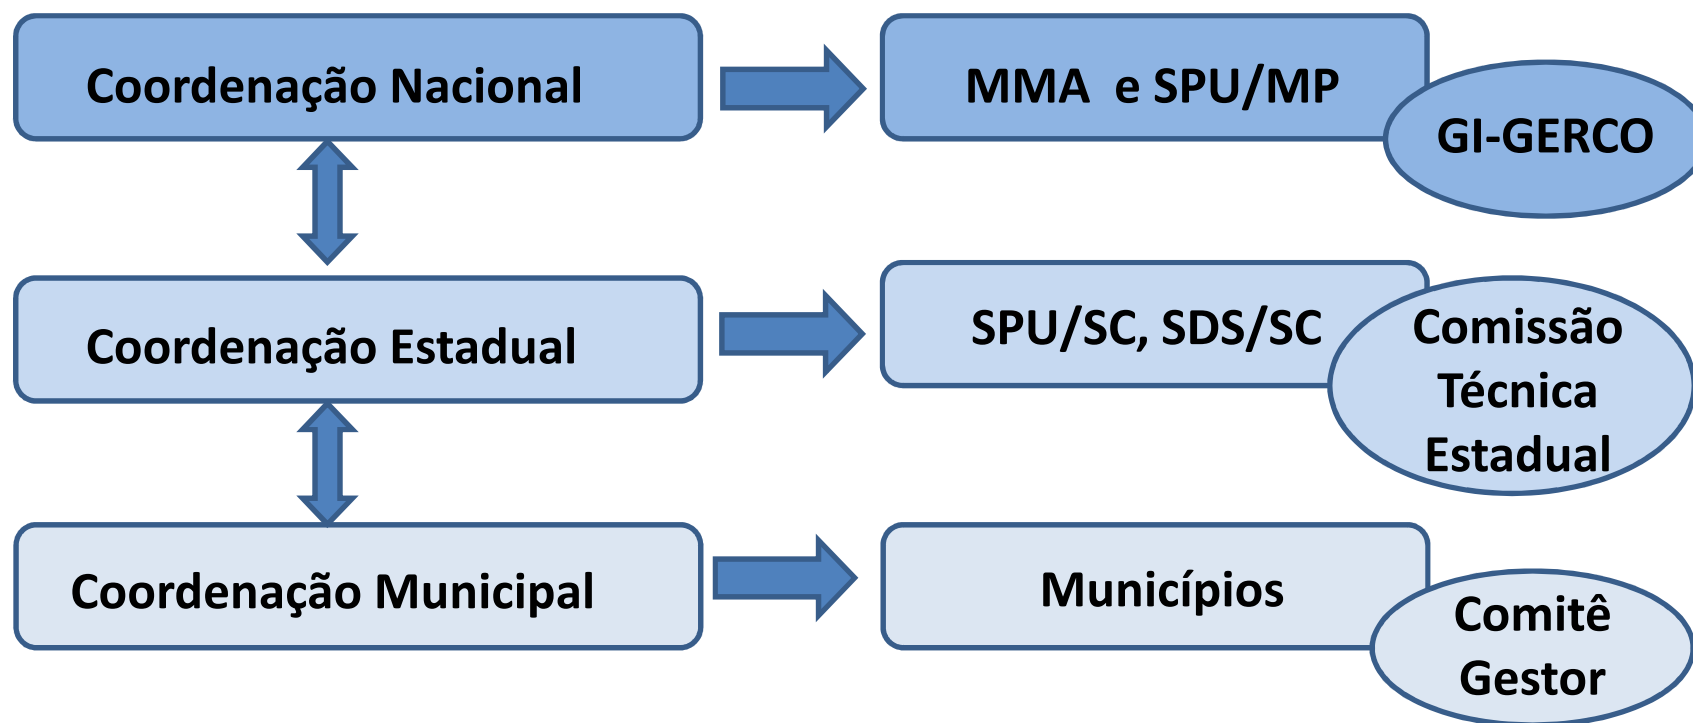 Coordenação Nacional
MMA e SPU/MP
GI-GERCO
Coordenação Estadual
SPU/SC, SDS/SC
Comissão
Técnica
Estadual
Coordenação Municipal
Municípios
Comitê
Gestor